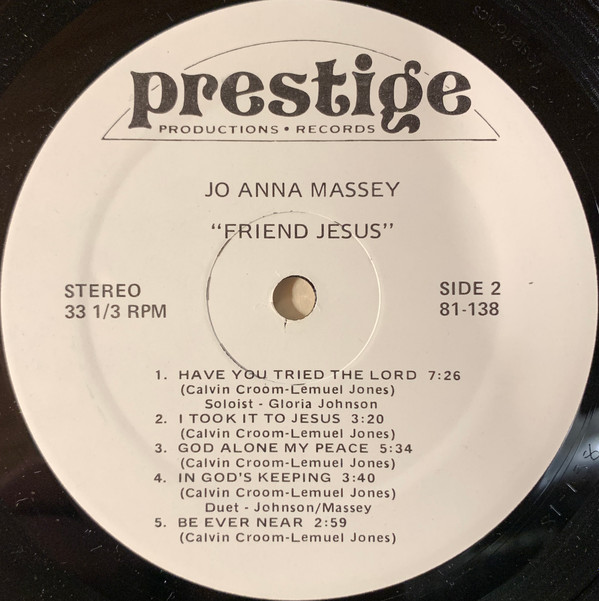 prestige
PRODUCTIONS • RECORDS
JO ANNA MASSEY
“FRIEND JESUS”
STEREO
33 1/3 RPM
SIDE 2
81-138
1. HAVE YOU TRIED THE LORD 7:26
(Calvin Croom-Lemuel Jones)
Soloist - Gloria Johnson
2. I TOOK IT TO JESUS 3:20
(Calvin Croom-Lemuel Jones)
3. GOD ALONE MY PEACE 5:34
(Calvin Croom-Lemuel Jones)
4. IN GOD'S KEEPING 3:40
(Calvin Croom-Lemuel Jones)
Duet - Johnson/Massey
5. BE EVER NEAR 2:59
(Calvin Croom-Lemuel Jones)